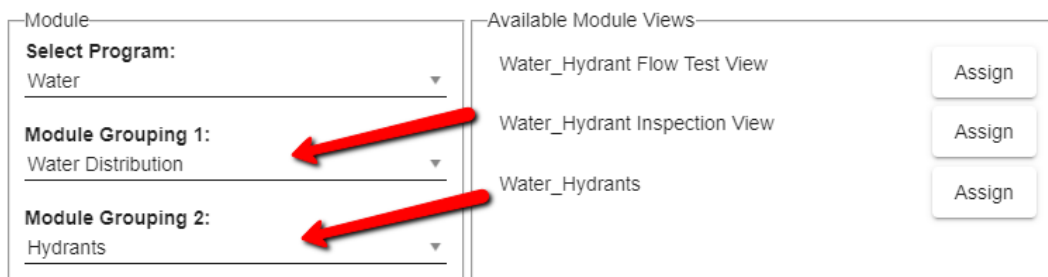 Module
Select Program:
Water
Module Grouping 1:
Water Distribution
Module Grouping 2:
Hydrants
Available Module Views
Water_Hydrant Flow Test View
Assign
Water_Hydrant Inspection View
Assign
Water_Hydrants
Assign